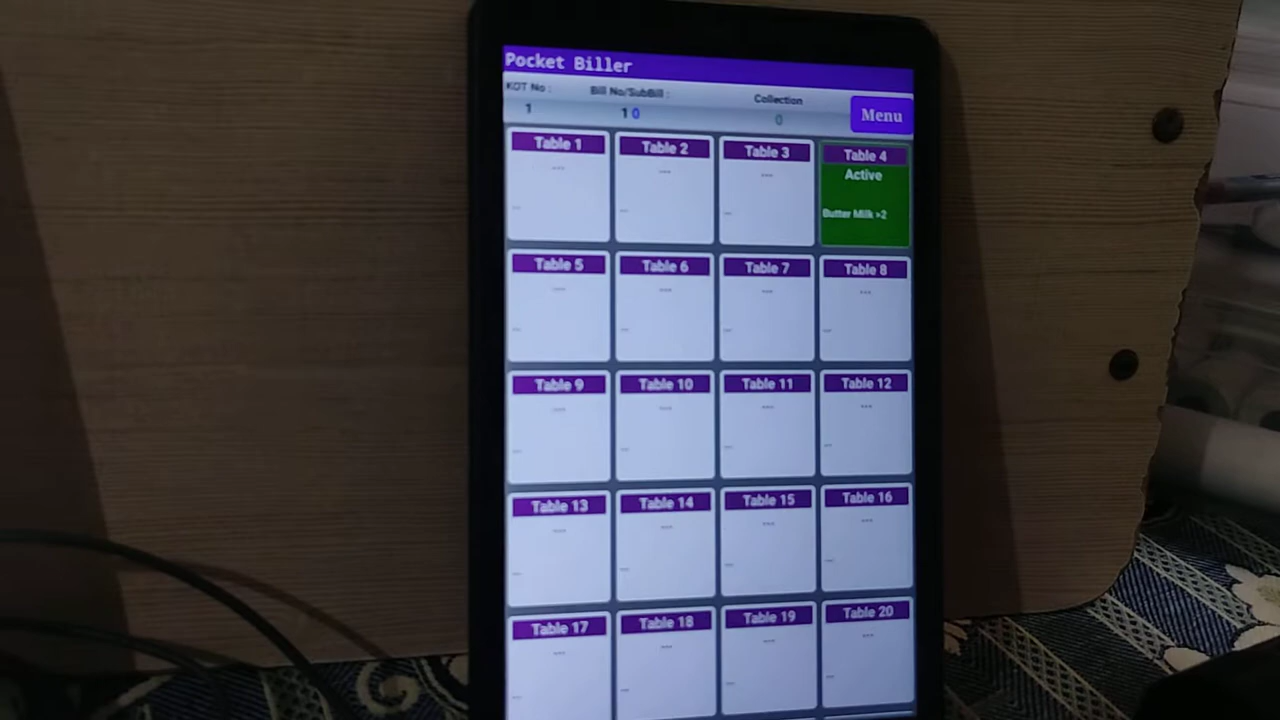 Pocket Biller
KOT No : Bill No/SubBill : Collection
1 1 0 0 Menu
Table 1 Table 2 Table 3 Table 4
Active
Butter Milk >2
Table 5 Table 6 Table 7 Table 8
Table 9 Table 10 Table 11 Table 12
Table 13 Table 14 Table 15 Table 16
Table 17 Table 18 Table 19 Table 20